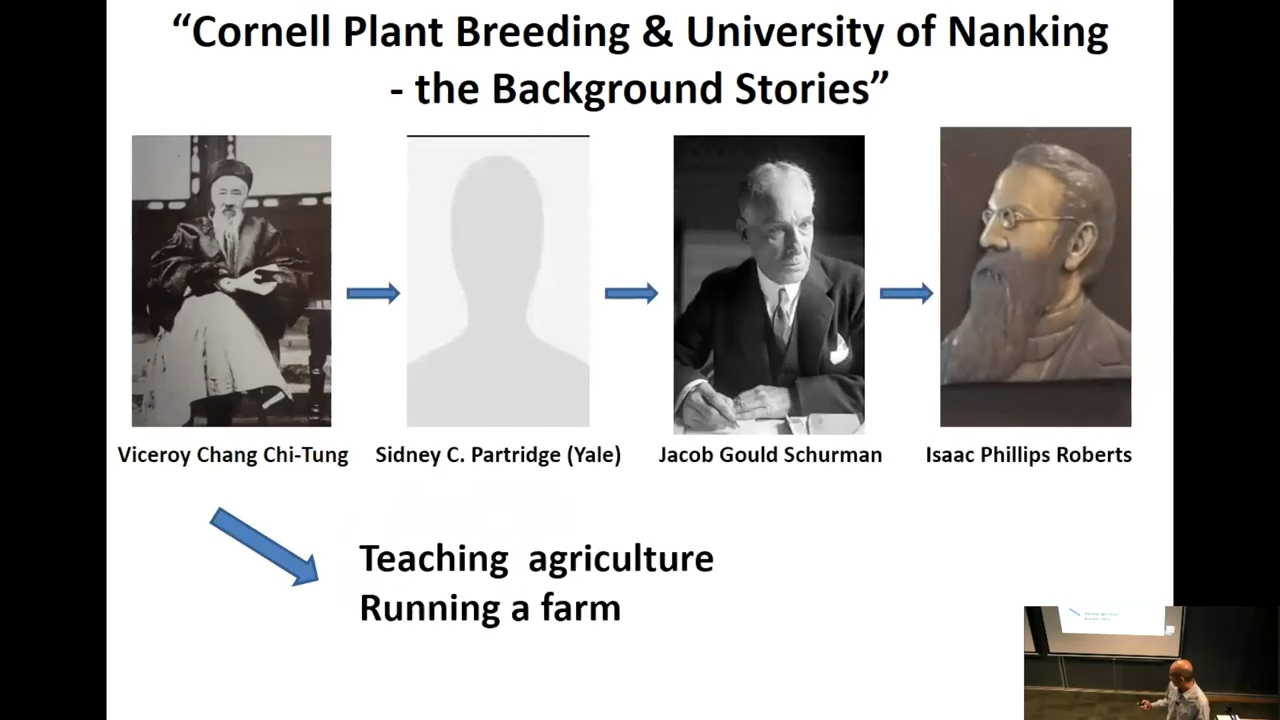 “Cornell Plant Breeding & University of Nanking
- the Background Stories”
Viceroy Chang Chi-Tung
Sidney C. Partridge (Yale)
Jacob Gould Schurman
Isaac Phillips Roberts
Teaching agriculture
Running a farm